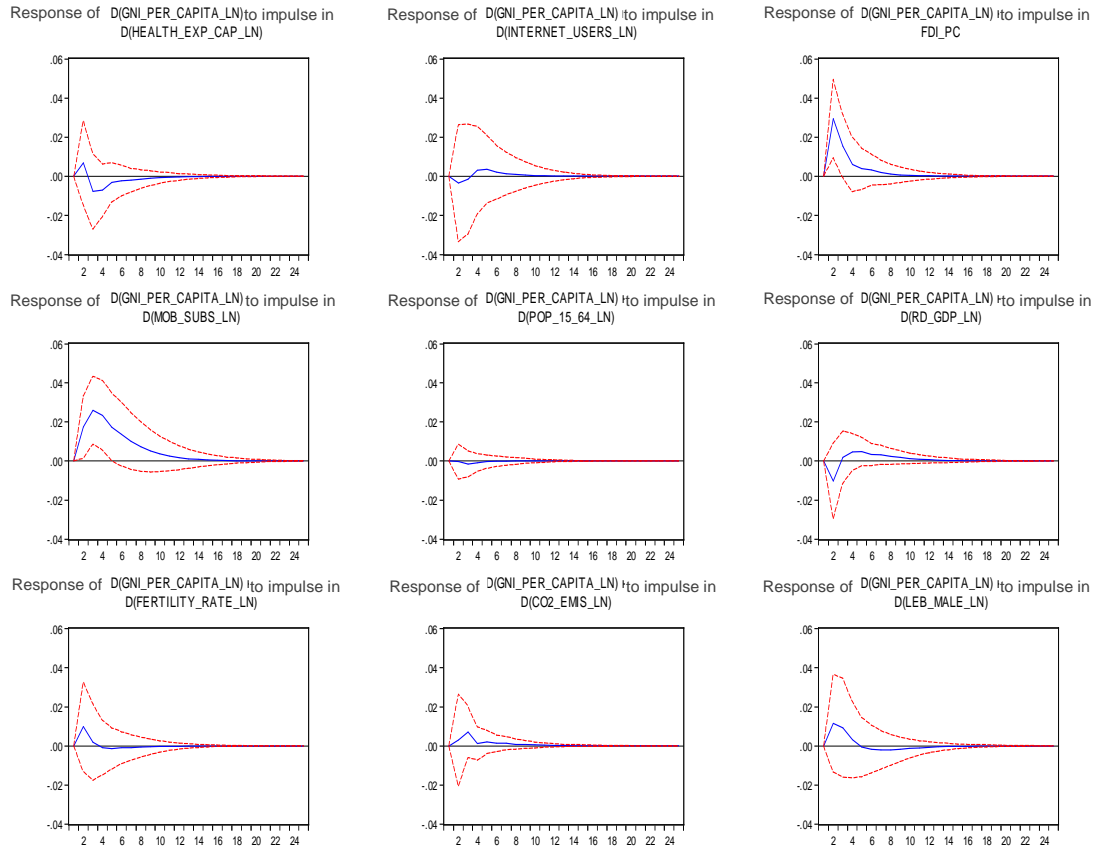 Response of D(GNI_PER_CAPITA_LN) to impulse in
D(HEALTH_EXP_CAP_LN)
.06
.04
.02
.00
-.02
-.04
2 4 6 8 10 12 14 16 18 20 22 24
Response of D(GNI_PER_CAPITA_LN) to impulse in
D(INTERNET_USERS_LN)
.06
.04
.02
.00
-.02
-.04
2 4 6 8 10 12 14 16 18 20 22 24
Response of D(GNI_PER_CAPITA_LN) to impulse in
FDI_PC
.06
.04
.02
.00
-.02
-.04
2 4 6 8 10 12 14 16 18 20 22 24
Response of D(GNI_PER_CAPITA_LN) to impulse in
D(MOB_SUBS_LN)
.06
.04
.02
.00
-.02
-.04
2 4 6 8 10 12 14 16 18 20 22 24
Response of D(GNI_PER_CAPITA_LN) to impulse in
D(POP_15_64_LN)
.06
.04
.02
.00
-.02
-.04
2 4 6 8 10 12 14 16 18 20 22 24
Response of D(GNI_PER_CAPITA_LN) to impulse in
D(RD_GDP_LN)
.06
.04
.02
.00
-.02
-.04
2 4 6 8 10 12 14 16 18 20 22 24
Response of D(GNI_PER_CAPITA_LN) to impulse in
D(FERTILITY_RATE_LN)
.06
.04
.02
.00
-.02
-.04
2 4 6 8 10 12 14 16 18 20 22 24
Response of D(GNI_PER_CAPITA_LN) to impulse in
D(CO2_EMIS_LN)
.06
.04
.02
.00
-.02
-.04
2 4 6 8 10 12 14 16 18 20 22 24
Response of D(GNI_PER_CAPITA_LN) to impulse in
D(LEB_MALE_LN)
.06
.04
.02
.00
-.02
-.04
2 4 6 8 10 12 14 16 18 20 22 24